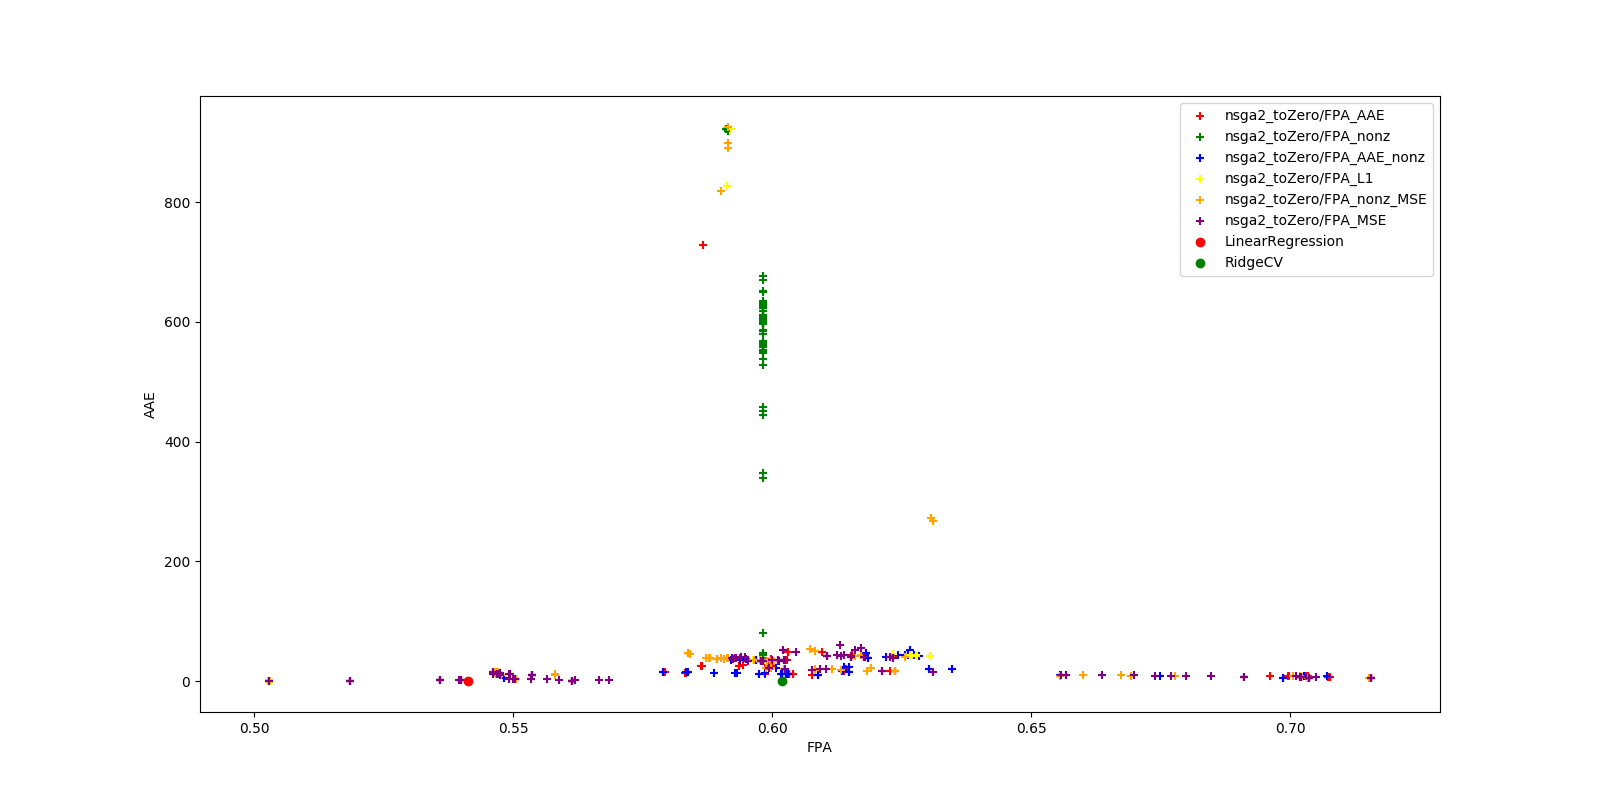 nsga2_toZero/FPA_AAE
nsga2_toZero/FPA_nonz
nsga2_toZero/FPA_AAE_nonz
nsga2_toZero/FPA_L1
nsga2_toZero/FPA_nonz_MSE
nsga2_toZero/FPA_MSE
LinearRegression
RidgeCV
800
600
400
200
0
AAE
0.50 0.55 0.60 0.65 0.70
FPA